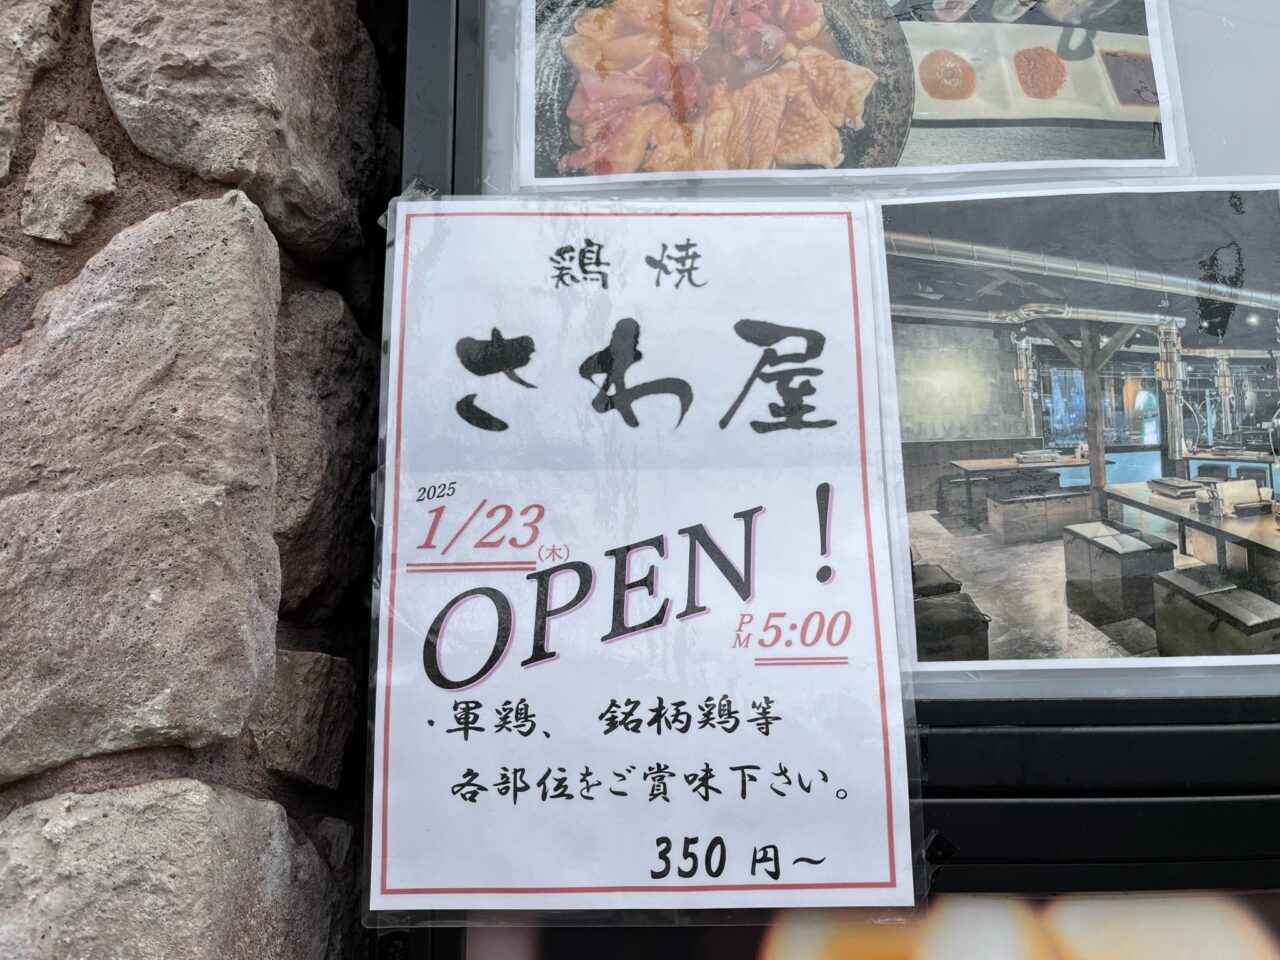 鶏焼
さわ屋
2025
1/23(木)
OPEN!
PM 5:00
・軍鶏、銘柄鶏等
各部位をご賞味下さい。
350円～